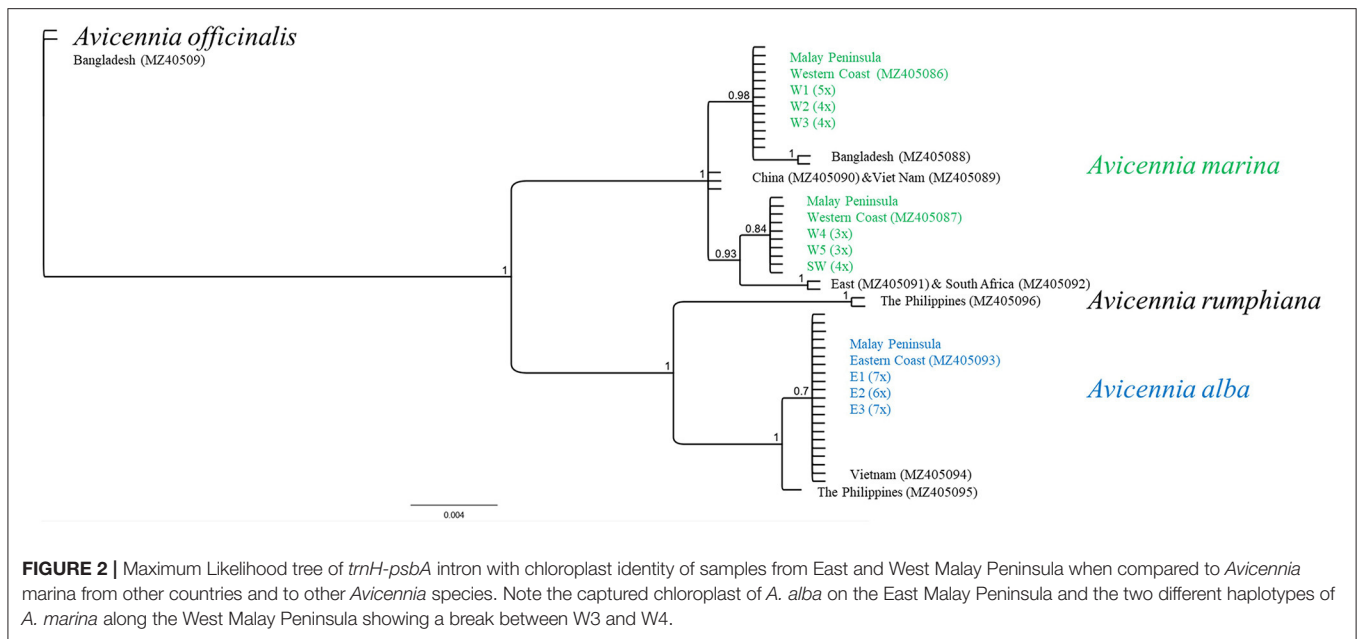 Avicennia officinalis
Bangladesh (MZ40509)
Malay Peninsula
Western Coast (MZ405086)
W1 (5x)
W2 (4x)
W3 (4x)
0.98
1
Bangladesh (MZ405088)
Avicennia marina
1
China (MZ405090) &Viet Nam (MZ405089)
Malay Peninsula
Western Coast (MZ405087)
W4 (3x)
W5 (3x)
SW (4x)
0.84
0.93
1
East (MZ405091) & South Africa (MZ405092)
1
1
The Philippines (MZ405096)
Avicennia rumphiana
Malay Peninsula
Eastern Coast (MZ405093)
E1 (7x)
E2 (6x)
E3 (7x)
Avicennia alba
1
0.7
1
Vietnam (MZ405094)
The Philippines (MZ405095)
0.004
FIGURE 2 | Maximum Likelihood tree of trnH-psbA intron with chloroplast identity of samples from East and West Malay Peninsula when compared to Avicennia
marina from other countries and to other Avicennia species. Note the captured chloroplast of A. alba on the East Malay Peninsula and the two different haplotypes of
A. marina along the West Malay Peninsula showing a break between W3 and W4.